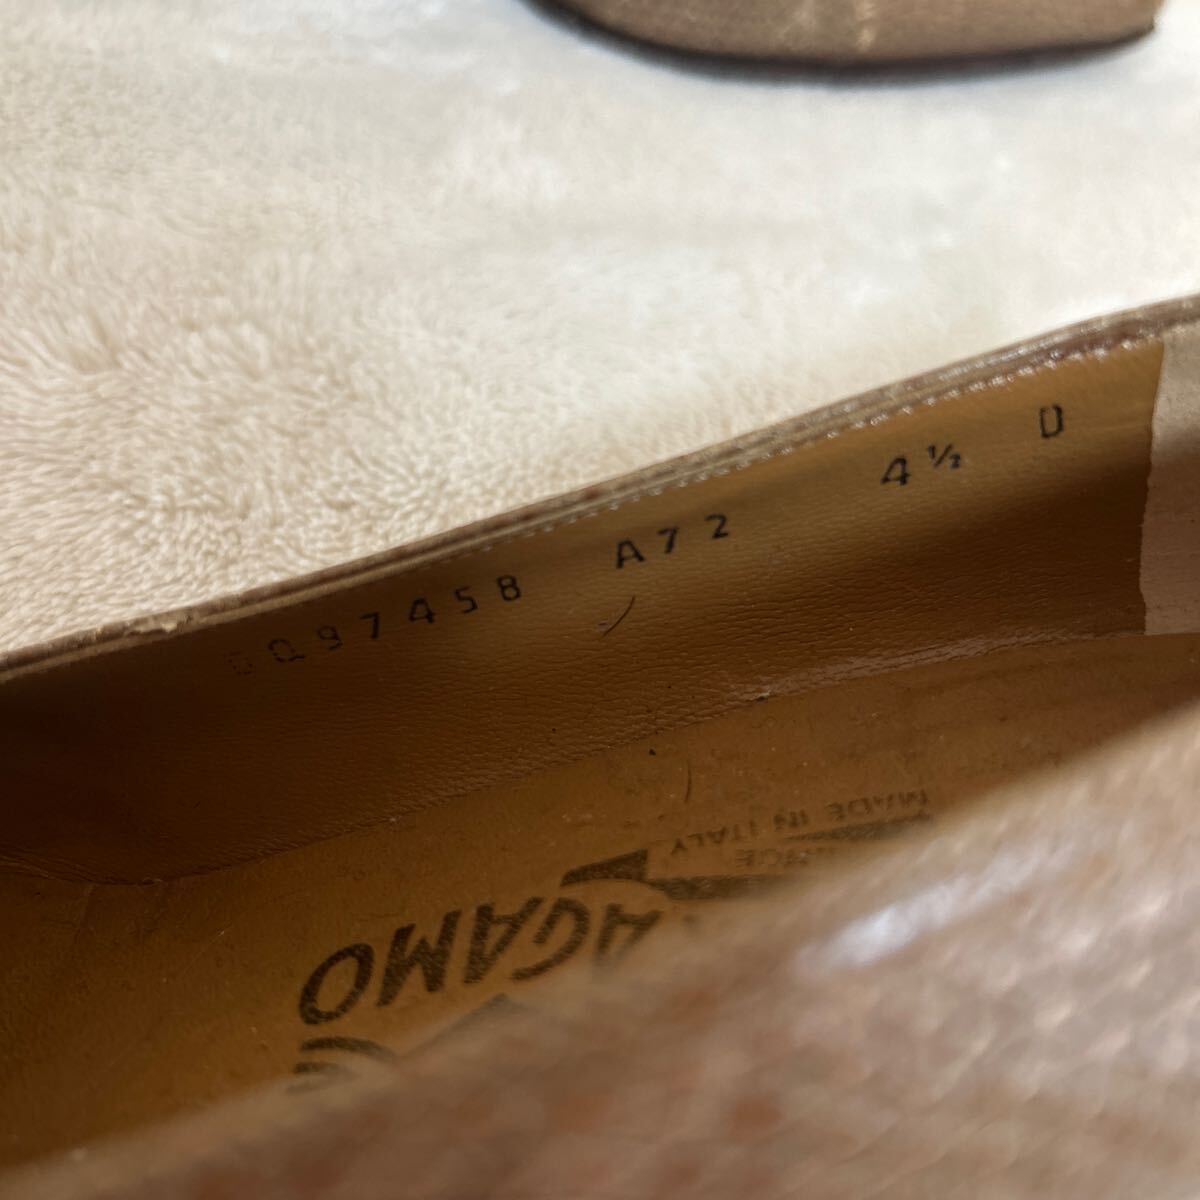 Q97458 A72 4½ D
AGAMO
MADE IN ITALY